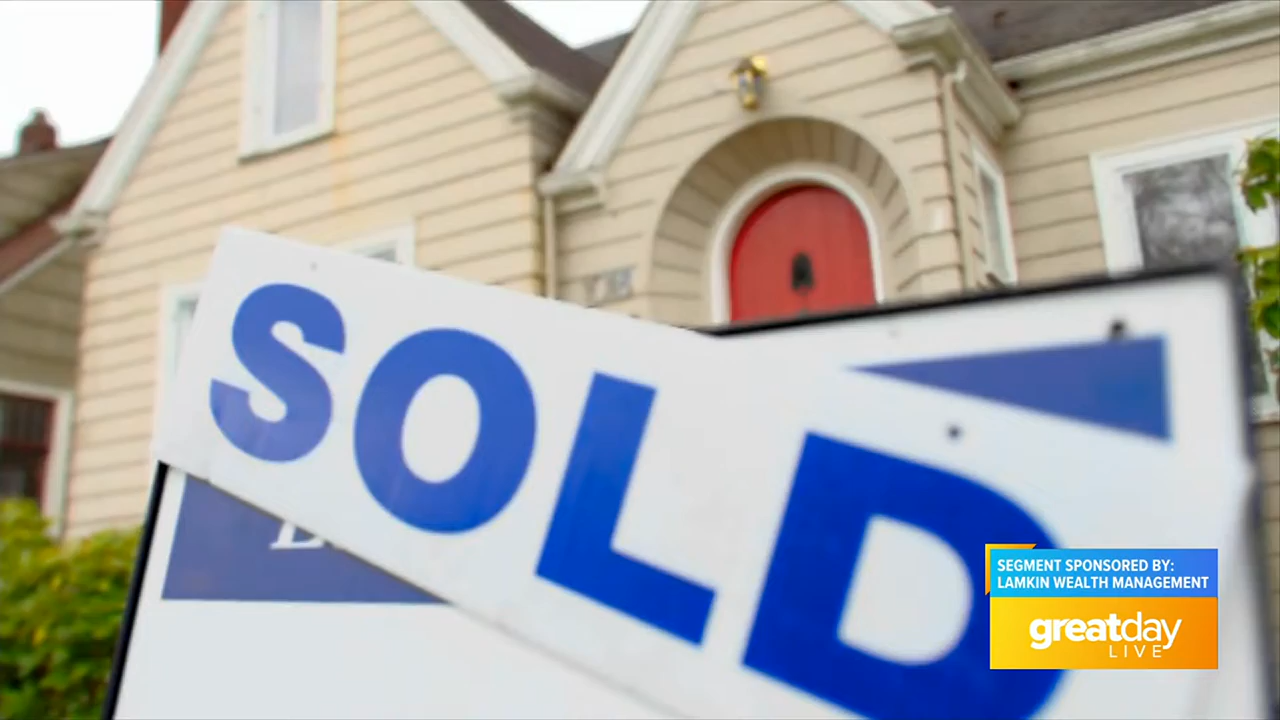 SOLD
SEGMENT SPONSORED BY:
LAMKIN WEALTH MANAGEMENT
greatday
LIVE